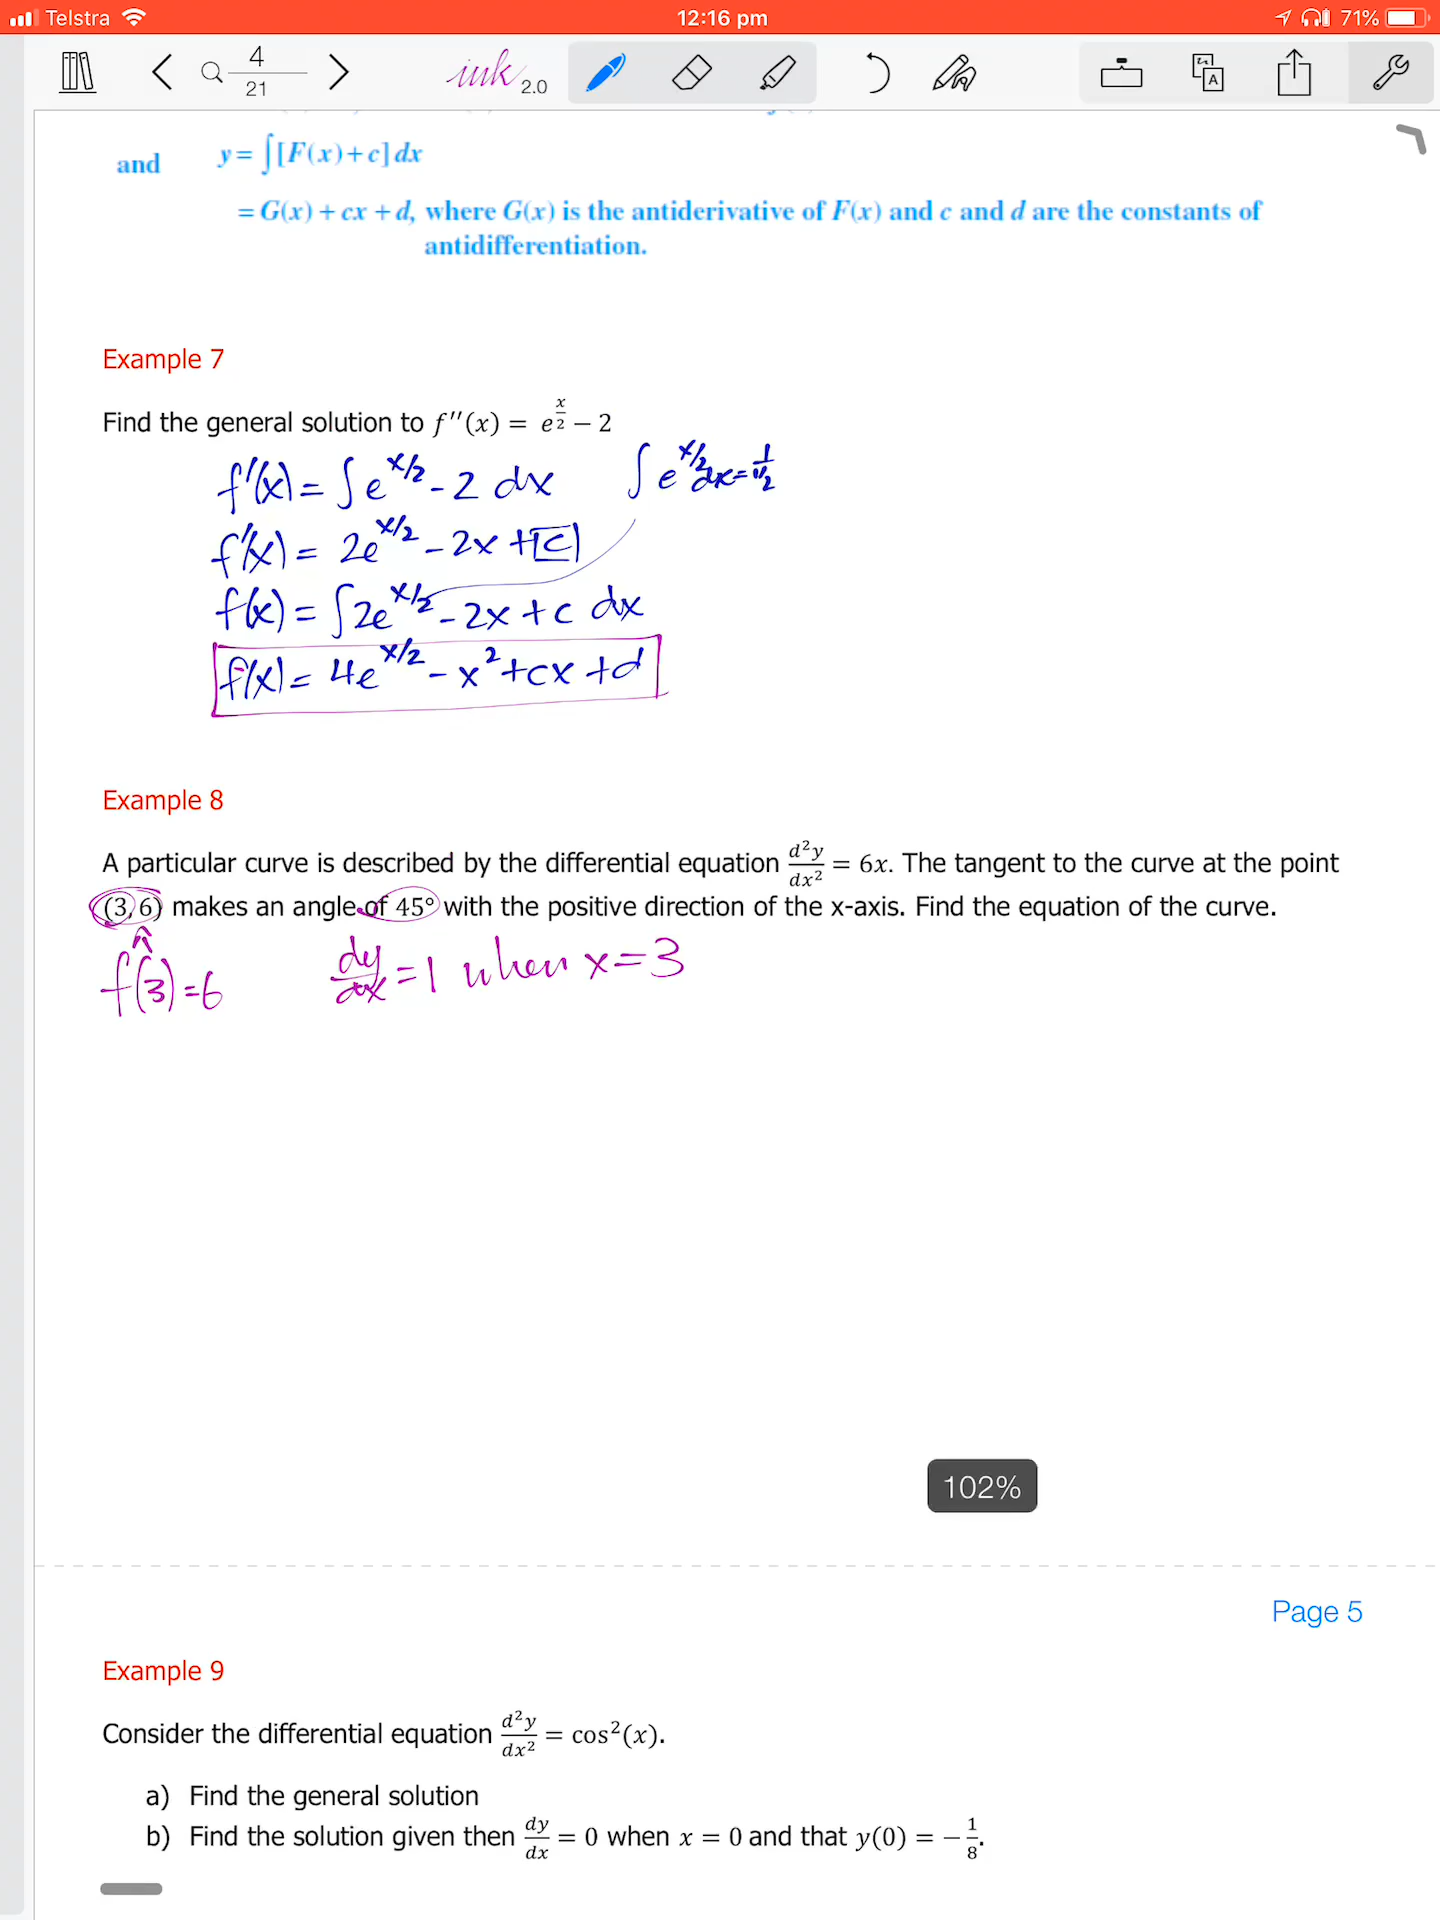 Telstra 12:16 pm 71%
4
21
ink 2.0
and y = ∫[F(x)+c] dx
= G(x) + cx + d, where G(x) is the antiderivative of F(x) and c and d are the constants of
antidifferentiation.
Example 7
Find the general solution to f''(x) = e^(x/2) − 2
f'(x) = ∫e^(x/2) - 2 dx ∫e^(x/2) dx = 1/(1/2)
f'(x) = 2e^(x/2) - 2x + c
f(x) = ∫2e^(x/2) - 2x + c dx
f(x) = 4e^(x/2) - x² + cx + d
Example 8
A particular curve is described by the differential equation d²y/dx² = 6x. The tangent to the curve at the point
(3,6) makes an angle of 45° with the positive direction of the x-axis. Find the equation of the curve.
f(3) = 6 dy/dx = 1 when x = 3
102%
Page 5
Example 9
Consider the differential equation d²y/dx² = cos²(x).
a) Find the general solution
b) Find the solution given then dy/dx = 0 when x = 0 and that y(0) = −1/8.